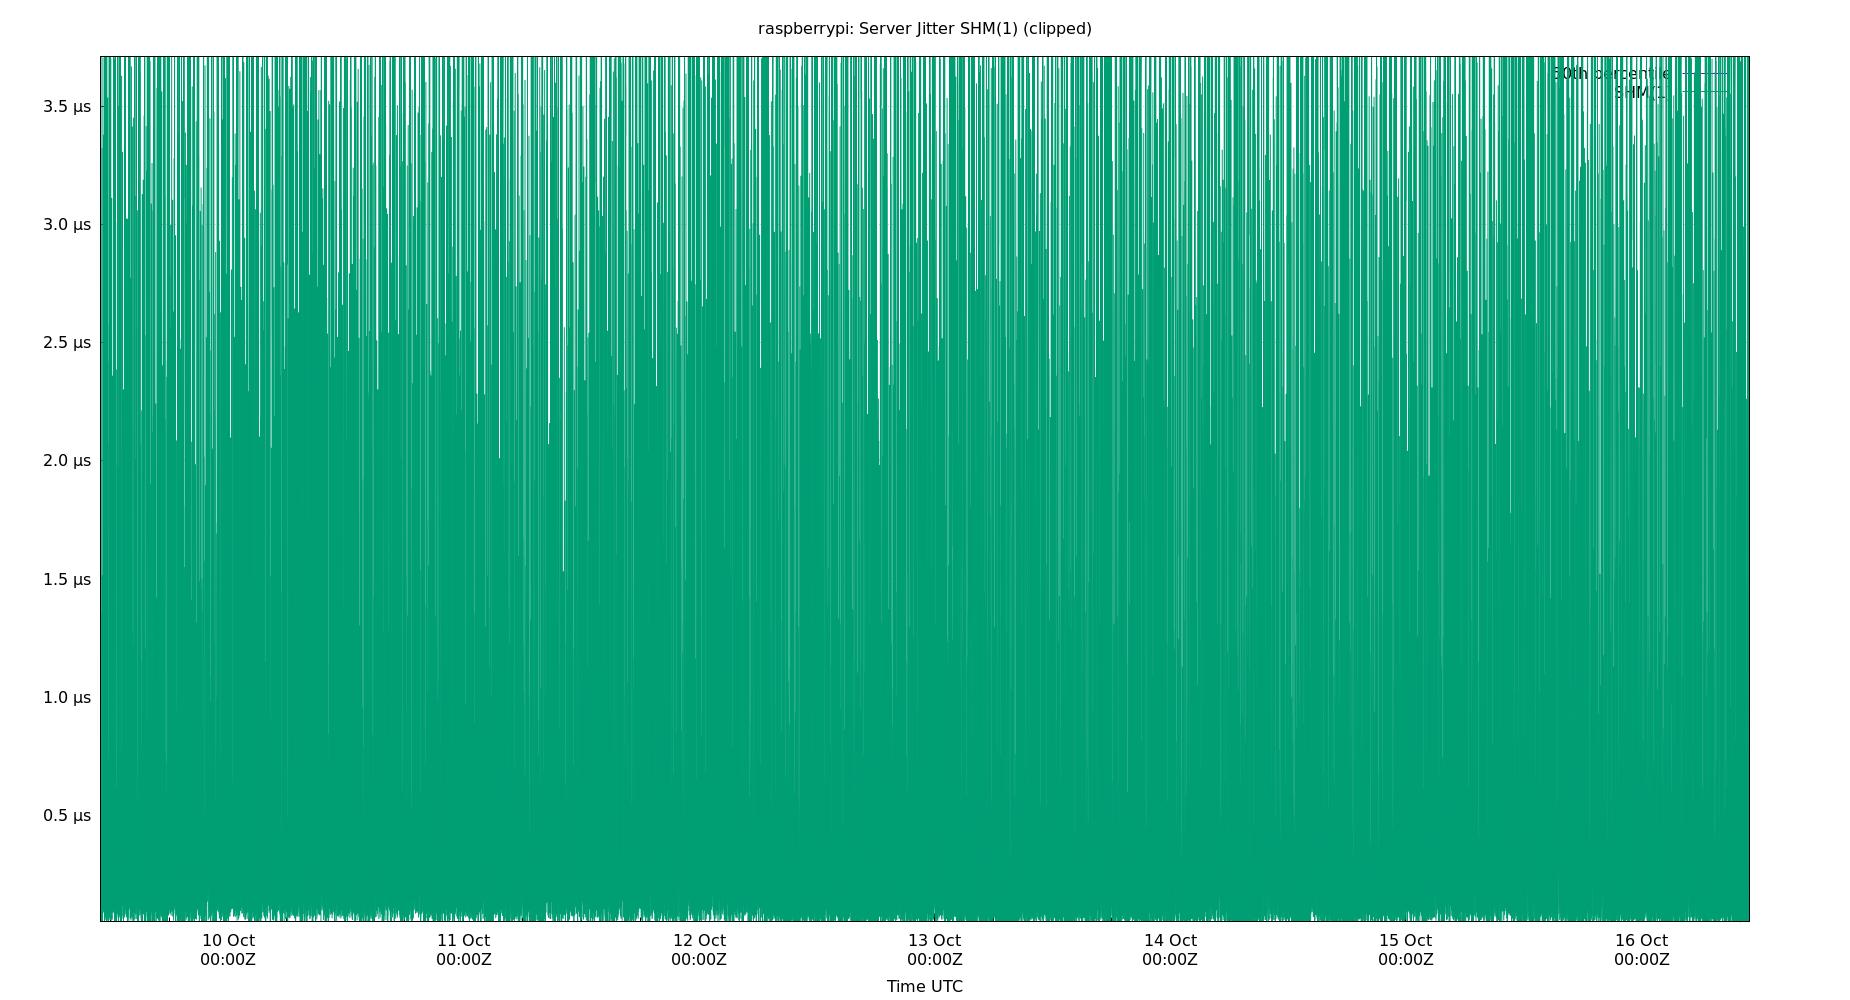 raspberrypi: Server Jitter SHM(1) (clipped)
percentile
SHM(1)
3.5 µs
3.0 µs
2.5 µs
2.0 µs
1.5 µs
1.0 µs
0.5 µs
10 Oct 11 Oct 12 Oct 13 Oct 14 Oct 15 Oct 16 Oct
00:00Z 00:00Z 00:00Z 00:00Z 00:00Z 00:00Z 00:00Z
Time UTC